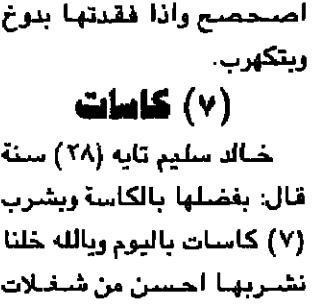 اصحصح واذا فقدتها بدوخ
وبتكهرب.
(٧) كاسات
خالد سليم تايه (٢٨) سنة
قال: بفضلها بالكاسة وبشرب
(٧) كاسات باليوم ويالله خلنا
نشربها احسن من شغلات